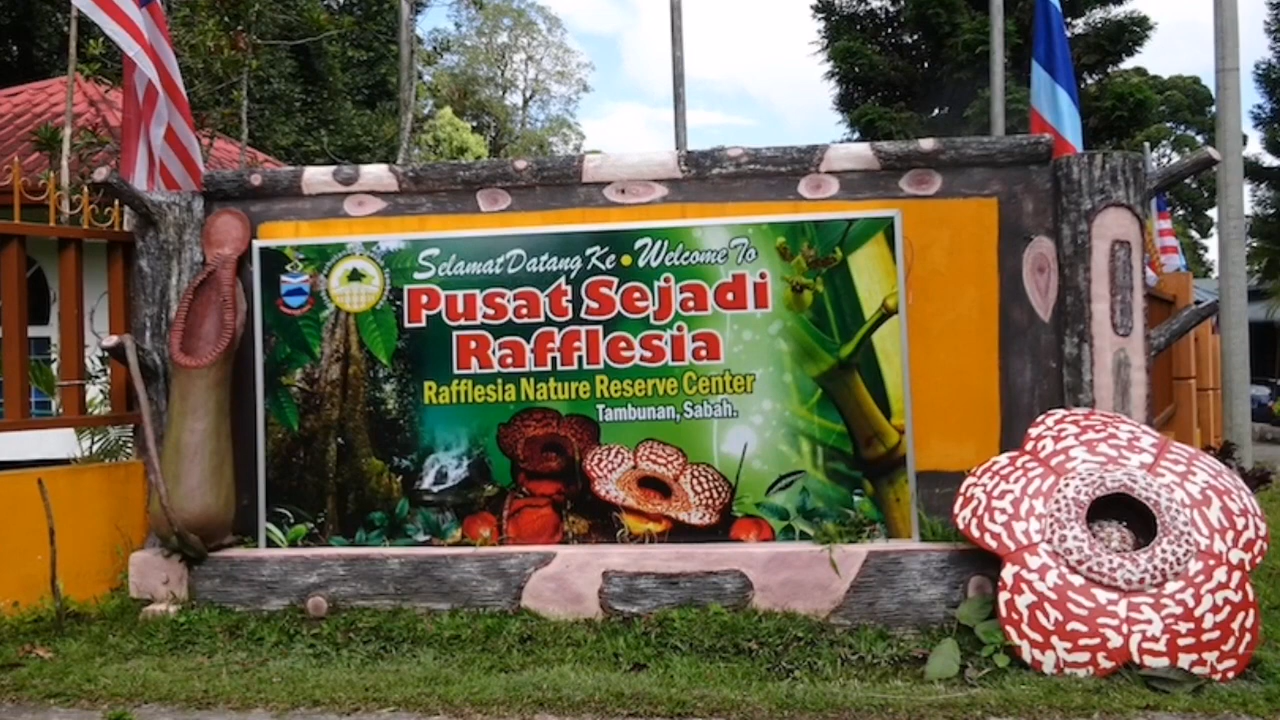 Selamat Datang Ke • Welcome To
Pusat Sejadi
Rafflesia
Rafflesia Nature Reserve Center
Tambunan, Sabah.